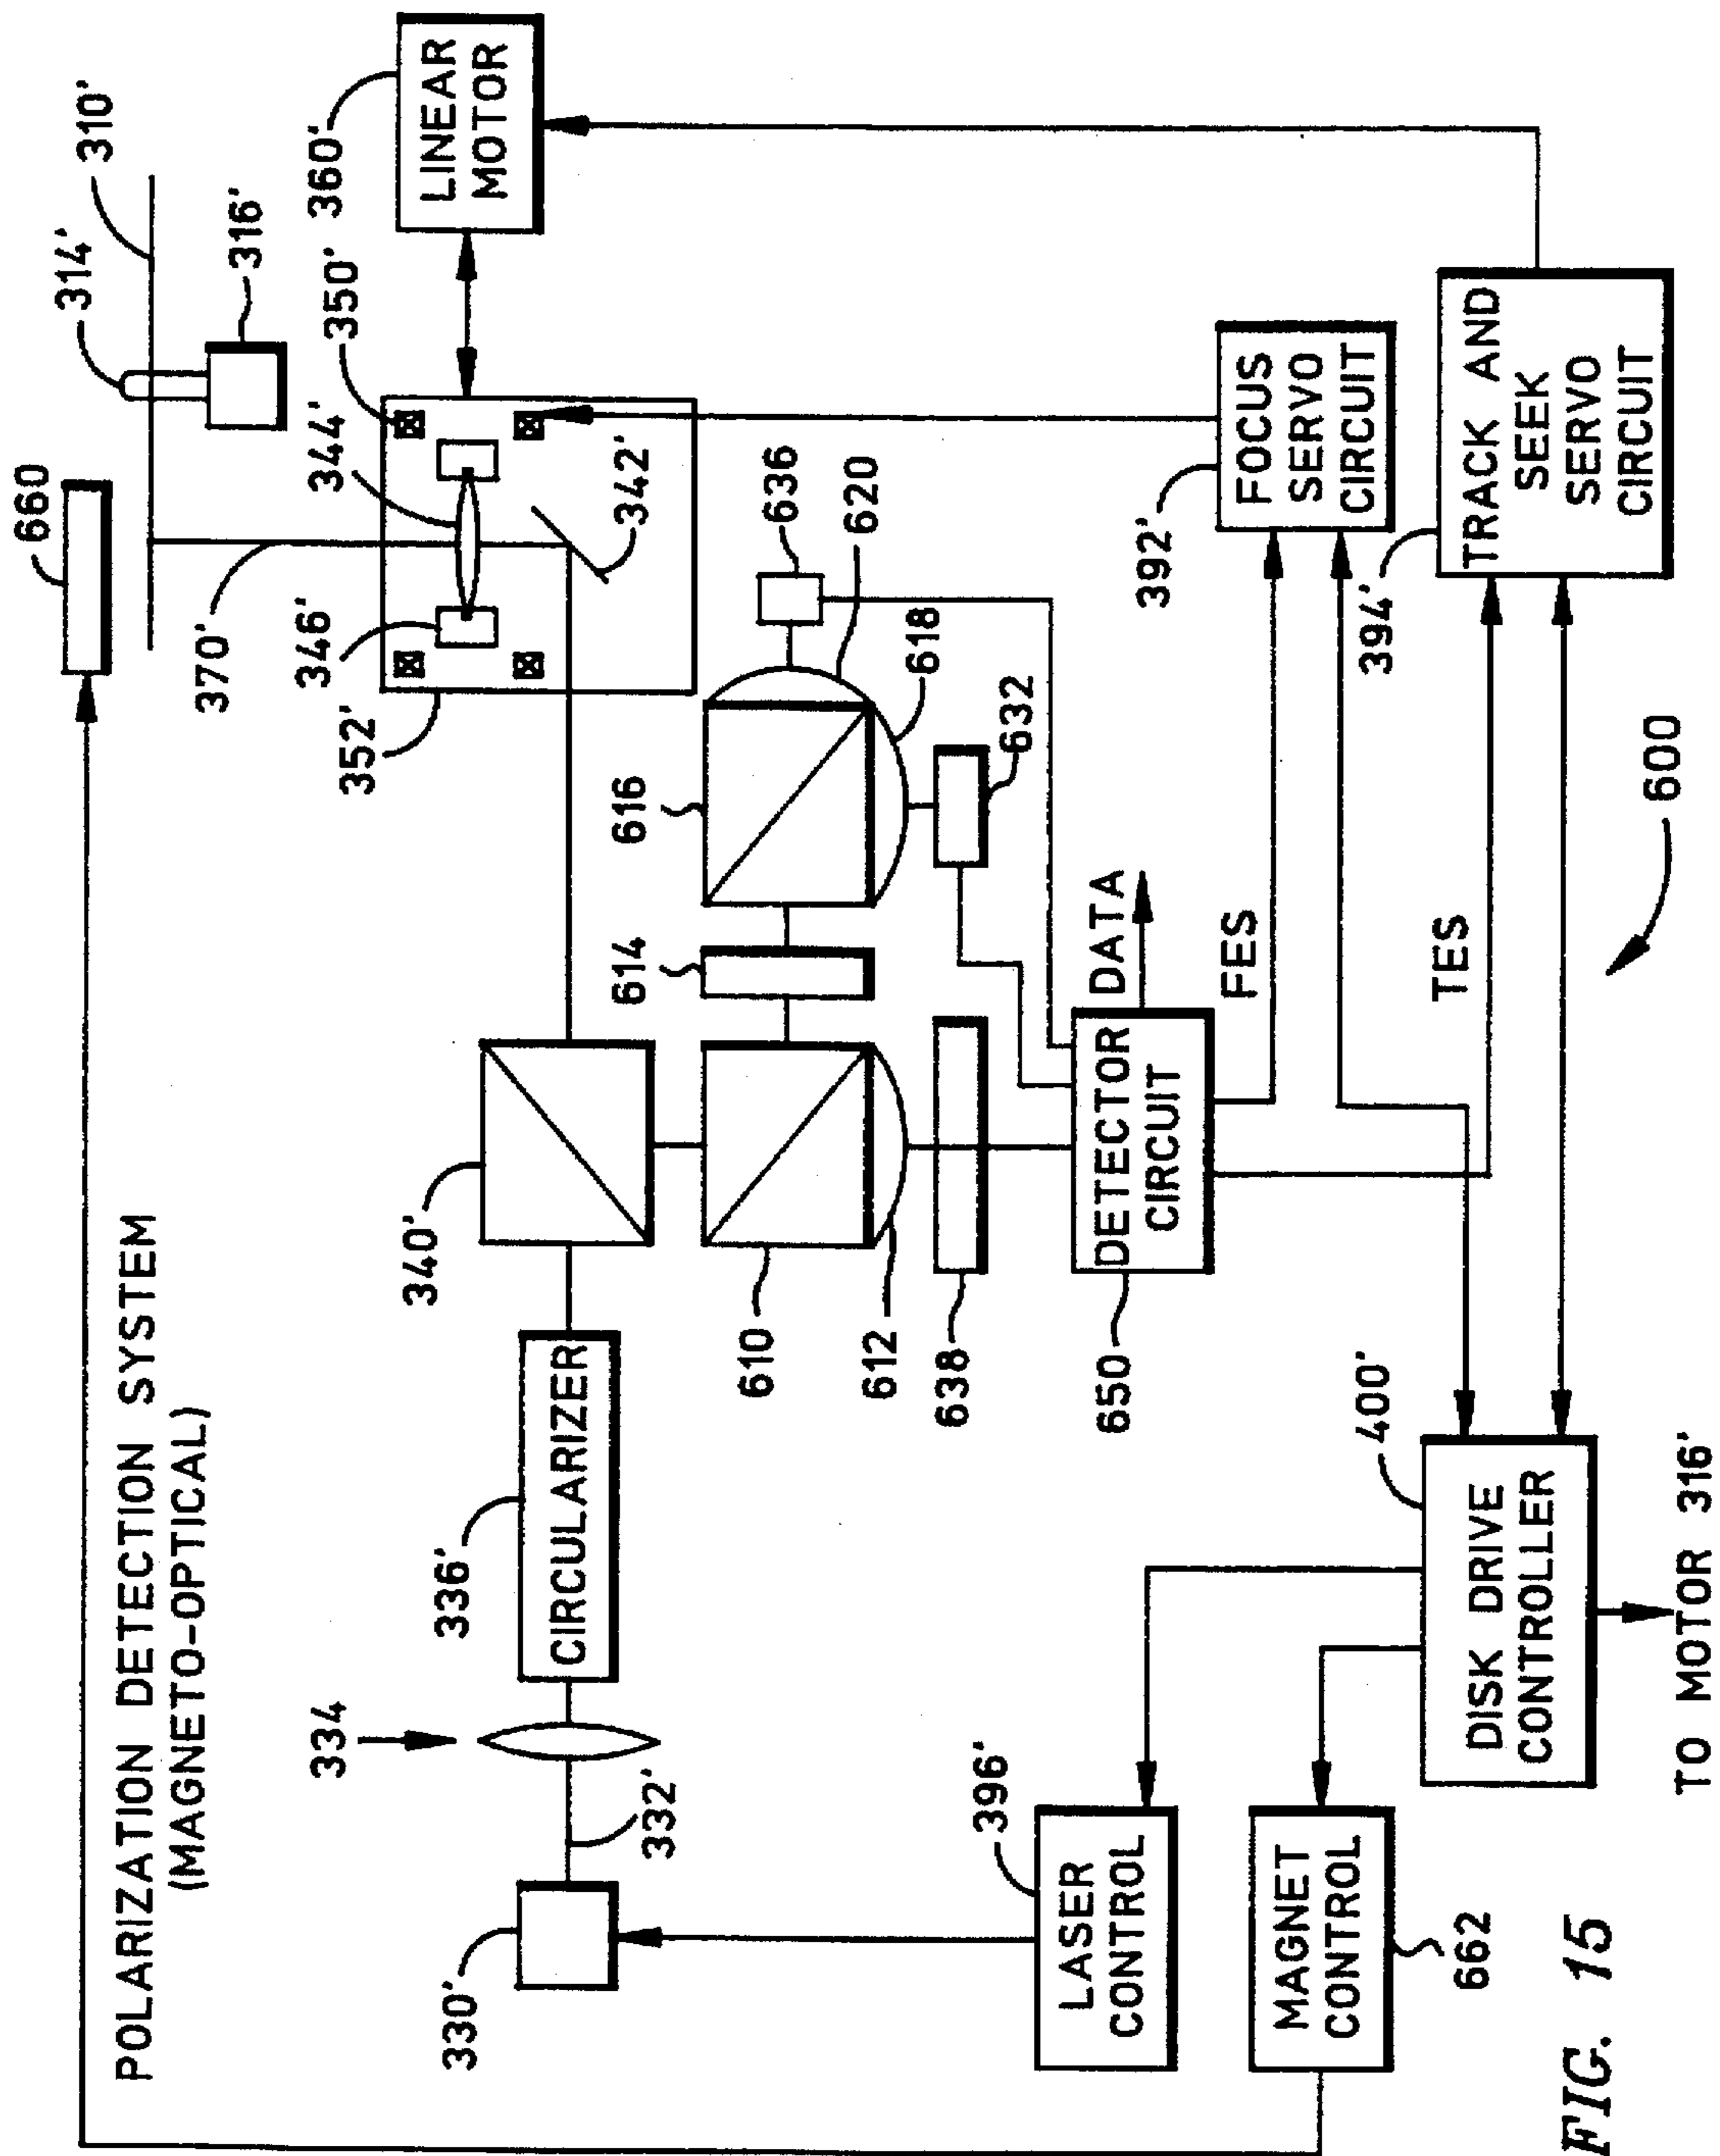 POLARIZATION DETECTION SYSTEM
(MAGNETO-OPTICAL)
660
314'
310'
316'
370'
346'
344'
350'
360'
LINEAR
MOTOR
352'
342'
330'
332'
334
336'
CIRCULARIZER
340'
610
612
614
616
636
620
618
632
638
650
DETECTOR
CIRCUIT
DATA
FES
TES
392'
FOCUS
SERVO
CIRCUIT
394'
TRACK AND
SEEK
SERVO
CIRCUIT
396'
LASER
CONTROL
MAGNET
CONTROL
662
400'
DISK DRIVE
CONTROLLER
TO MOTOR 316'
600
FIG. 15